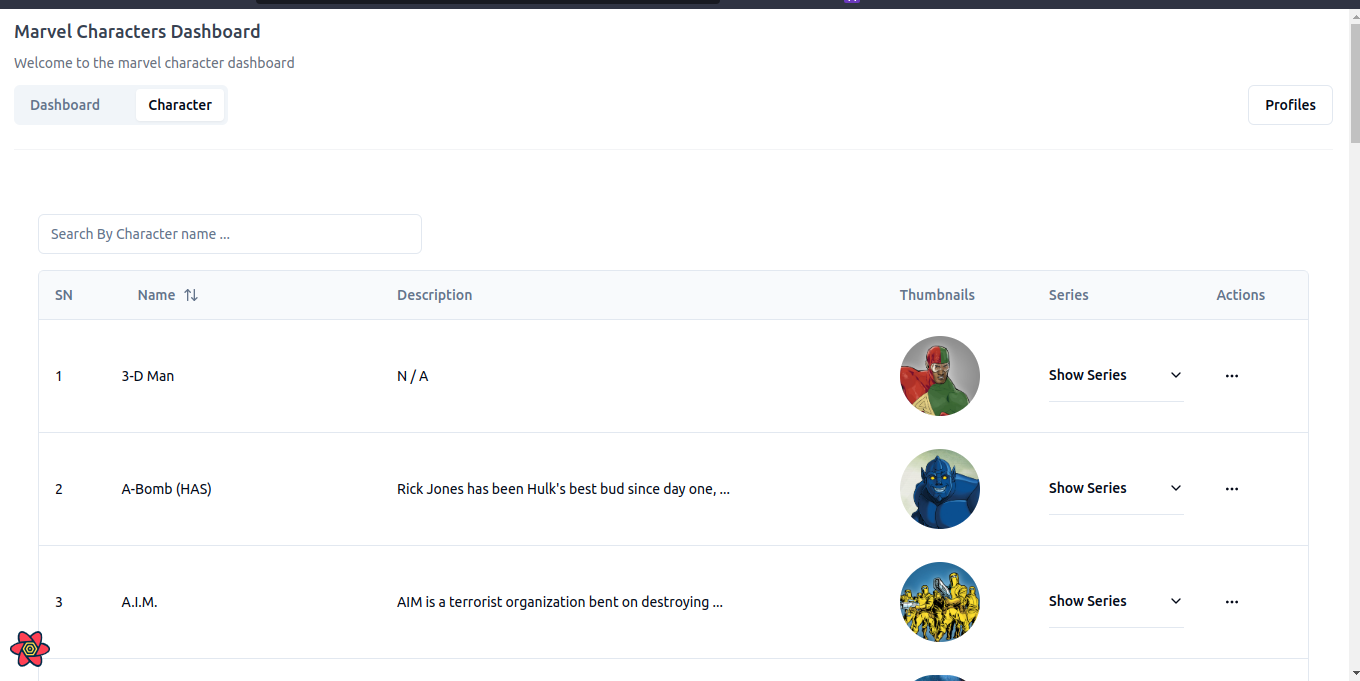 Marvel Characters Dashboard
Welcome to the marvel character dashboard
Dashboard Character Profiles
Search By Character name ...
SN Name Description Thumbnails Series Actions
1 3-D Man N / A Show Series ...
2 A-Bomb (HAS) Rick Jones has been Hulk's best bud since day one, ... Show Series ...
3 A.I.M. AIM is a terrorist organization bent on destroying ... Show Series ...